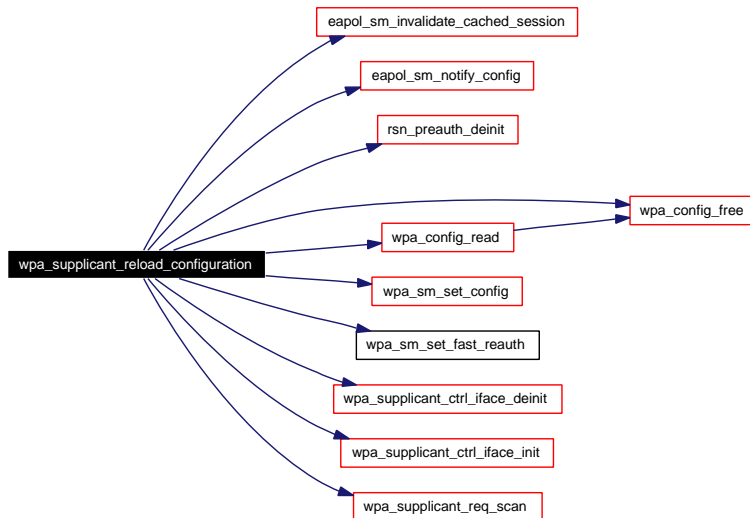 eapol_sm_invalidate_cached_session
eapol_sm_notify_config
rsn_preauth_deinit
wpa_config_free
wpa_config_read
wpa_supplicant_reload_configuration
wpa_sm_set_config
wpa_sm_set_fast_reauth
wpa_supplicant_ctrl_iface_deinit
wpa_supplicant_ctrl_iface_init
wpa_supplicant_req_scan